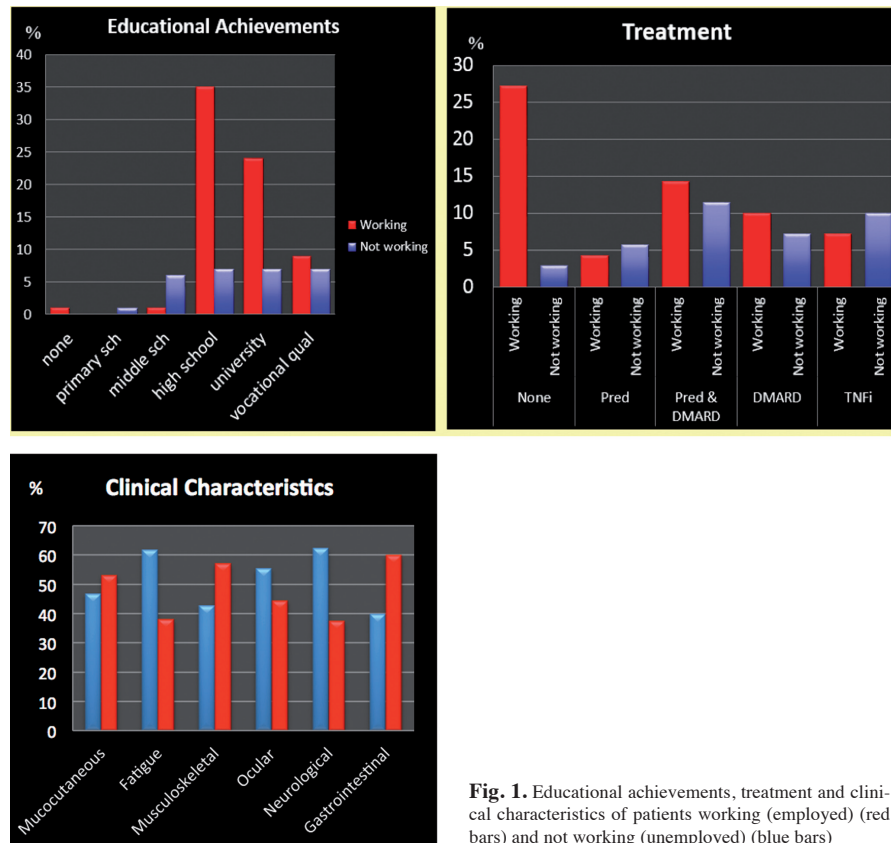 Educational Achievements
%
40
35
30
25
20
15
10
5
0
none
primary sch
middle sch
high school
university
vocational qual
Working
Not working
Treatment
%
30
25
20
15
10
5
0
Working
Not working
Working
Not working
Working
Not working
Working
Not working
Working
Not working
None
Pred
Pred &
DMARD
DMARD
TNFi
Clinical Characteristics
%
70
60
50
40
30
20
10
0
Mucocutaneous
Fatigue
Musculoskeletal
Ocular
Neurological
Gastrointestinal
Fig. 1. Educational achievements, treatment and clini-
cal characteristics of patients working (employed) (red
bars) and not working (unemployed) (blue bars)